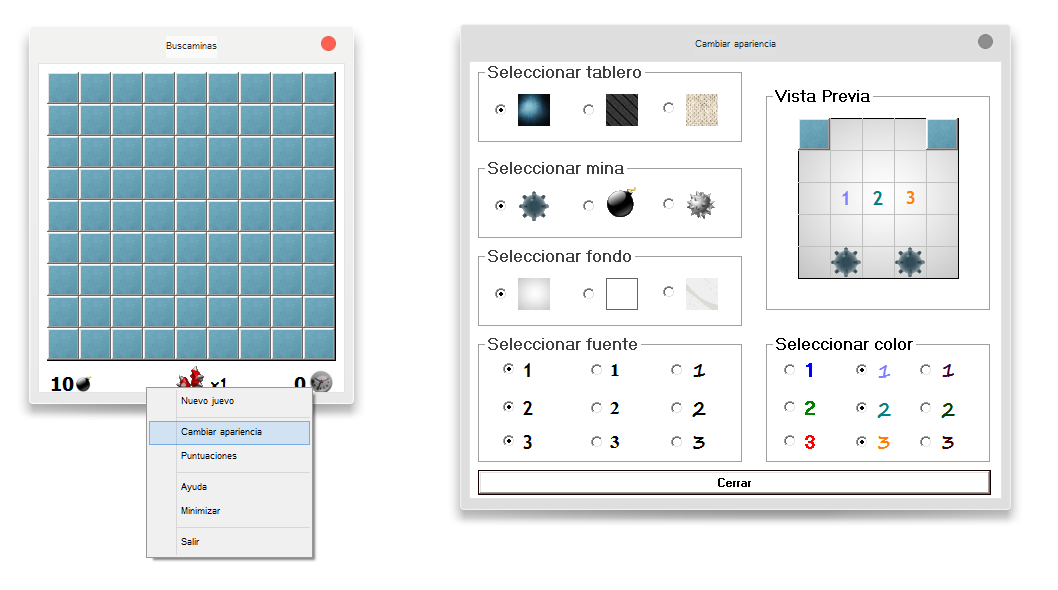 Buscaminas
10
x1
0
Nuevo juevo
Cambiar apariencia
Puntuaciones
Ayuda
Minimizar
Salir
Cambiar apariencia
Seleccionar tablero
Seleccionar mina
Seleccionar fondo
Seleccionar fuente
1 1 1
2 2 2
3 3 3
Vista Previa
1 2 3
Seleccionar color
1 1 1
2 2 2
3 3 3
Cerrar